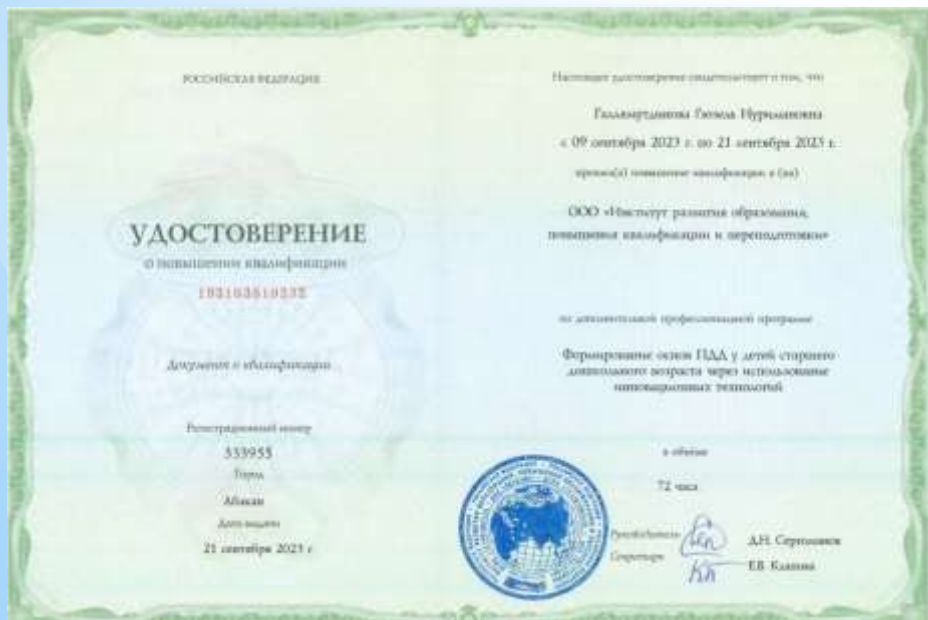 РОССИЙСКАЯ ФЕДЕРАЦИЯ
УДОСТОВЕРЕНИЕ
о повышении квалификации
Документ о квалификации
Регистрационный номер
333955
Город
Абакан
Дата выдачи
21 сентября 2023 г.
Настоящее удостоверение свидетельствует о том, что
Нуримановна
с 09 сентября 2023 г. по 21 сентября 2023 г.
прошел(а) повышение квалификации в (на)
ООО «Институт развития образования,
повышения квалификации и переподготовки»
по дополнительной профессиональной программе
Формирование основ ПДД у детей старшего
дошкольного возраста через использование
инновационных технологий
в объёме
72 часа
Руководитель
А.Н.
Секретарь
Е.В.